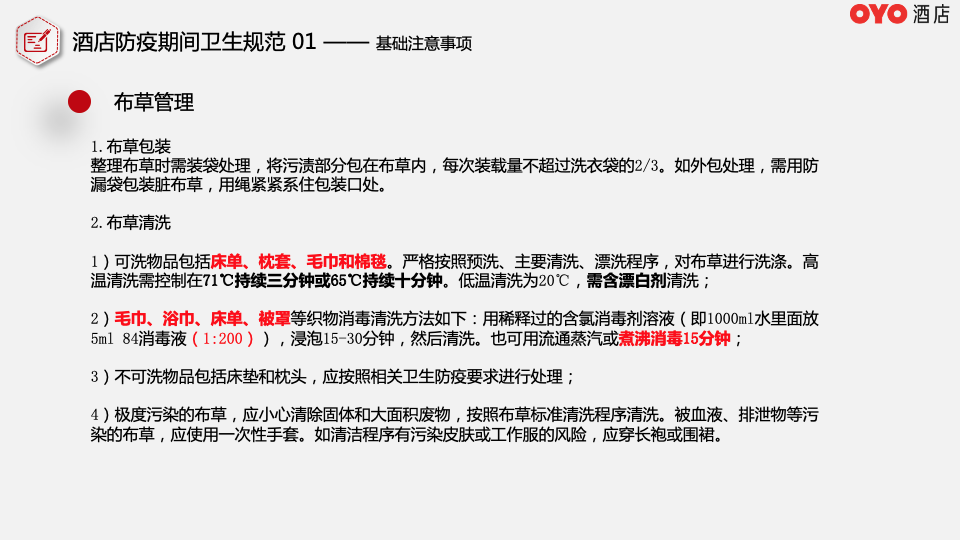 OYO 酒店
酒店防疫期间卫生规范 01 —— 基础注意事项
布草管理
1.布草包装
整理布草时需装袋处理，将污渍部分包在布草内，每次装载量不超过洗衣袋的2/3。如外包处理，需用防
漏袋包装脏布草，用绳紧紧系住包装口处。
2.布草清洗
1）可洗物品包括床单、枕套、毛巾和棉毯。严格按照预洗、主要清洗、漂洗程序，对布草进行洗涤。高
温清洗需控制在71℃持续三分钟或65℃持续十分钟。低温清洗为20℃，需含漂白剂清洗；
2）毛巾、浴巾、床单、被罩等织物消毒清洗方法如下：用稀释过的含氯消毒剂溶液（即1000ml水里面放
5ml 84消毒液（1:200）），浸泡15-30分钟，然后清洗。也可用流通蒸汽或煮沸消毒15分钟；
3）不可洗物品包括床垫和枕头，应按照相关卫生防疫要求进行处理；
4）极度污染的布草，应小心清除固体和大面积废物，按照布草标准清洗程序清洗。被血液、排泄物等污
染的布草，应使用一次性手套。如清洁程序有污染皮肤或工作服的风险，应穿长袍或围裙。